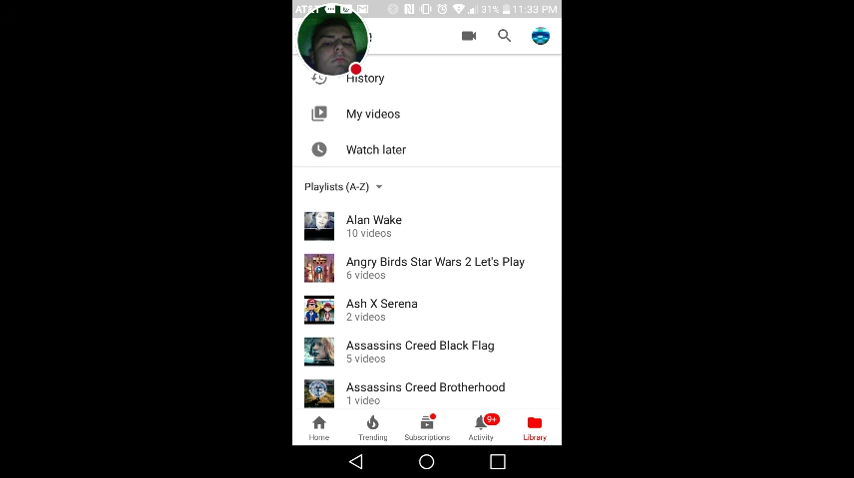 AT&T 31% 11:33 PM
History
My videos
Watch later
Playlists (A-Z)
Alan Wake
10 videos
Angry Birds Star Wars 2 Let's Play
6 videos
Ash X Serena
2 videos
Assassins Creed Black Flag
5 videos
Assassins Creed Brotherhood
1 video
9+
Home Trending Subscriptions Activity Library